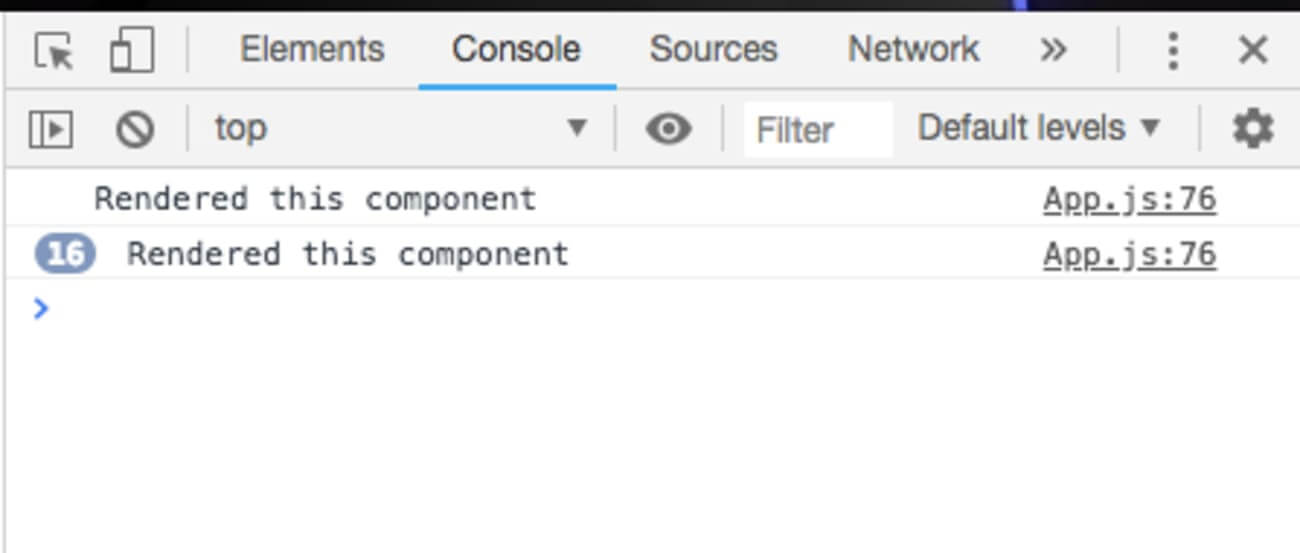 Elements Console Sources Network
top Filter Default levels
Rendered this component App.js:76
16 Rendered this component App.js:76